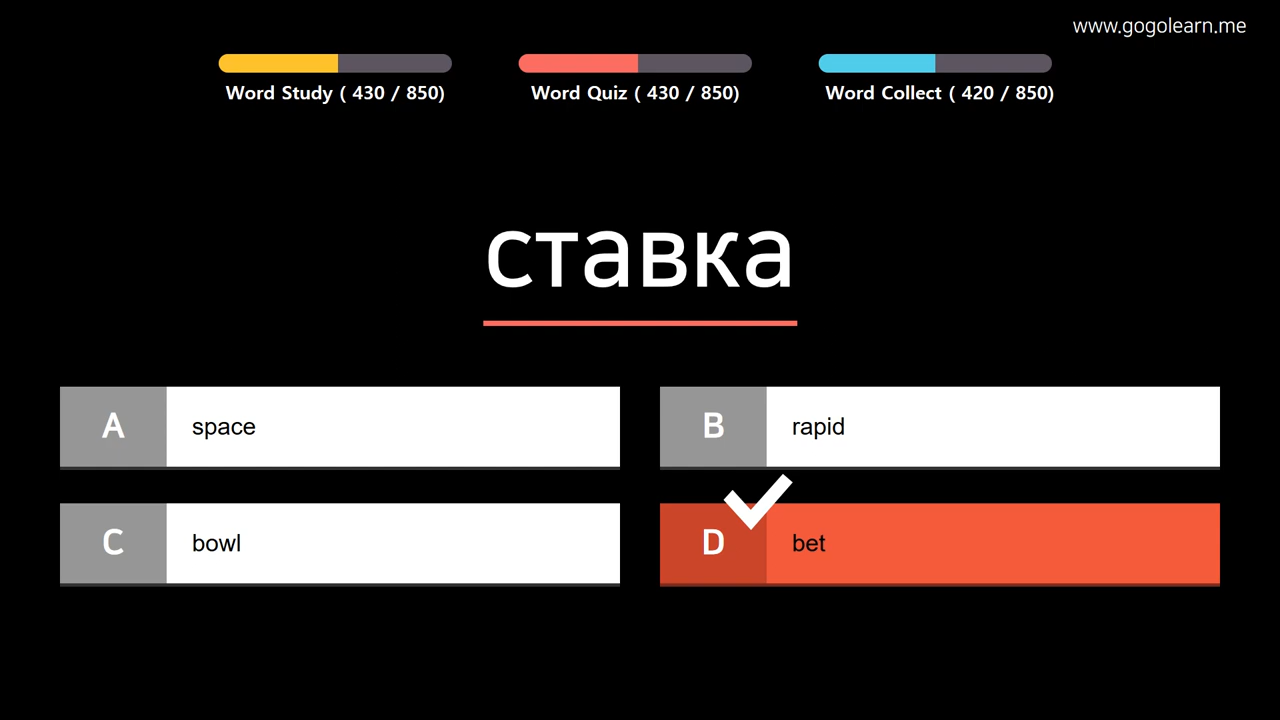 www.gogolearn.me
Word Study ( 430 / 850)
Word Quiz ( 430 / 850)
Word Collect ( 420 / 850)
ставка
A space
B rapid
C bowl
D bet